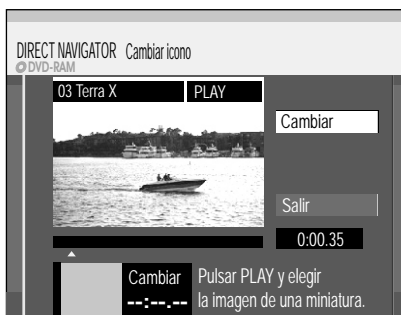 DIRECT NAVIGATOR Cambiar icono
DVD-RAM
03 Terra X PLAY
Cambiar
Salir
0:00.35
Cambiar Pulsar PLAY y elegir
--:--.-- la imagen de una miniatura.